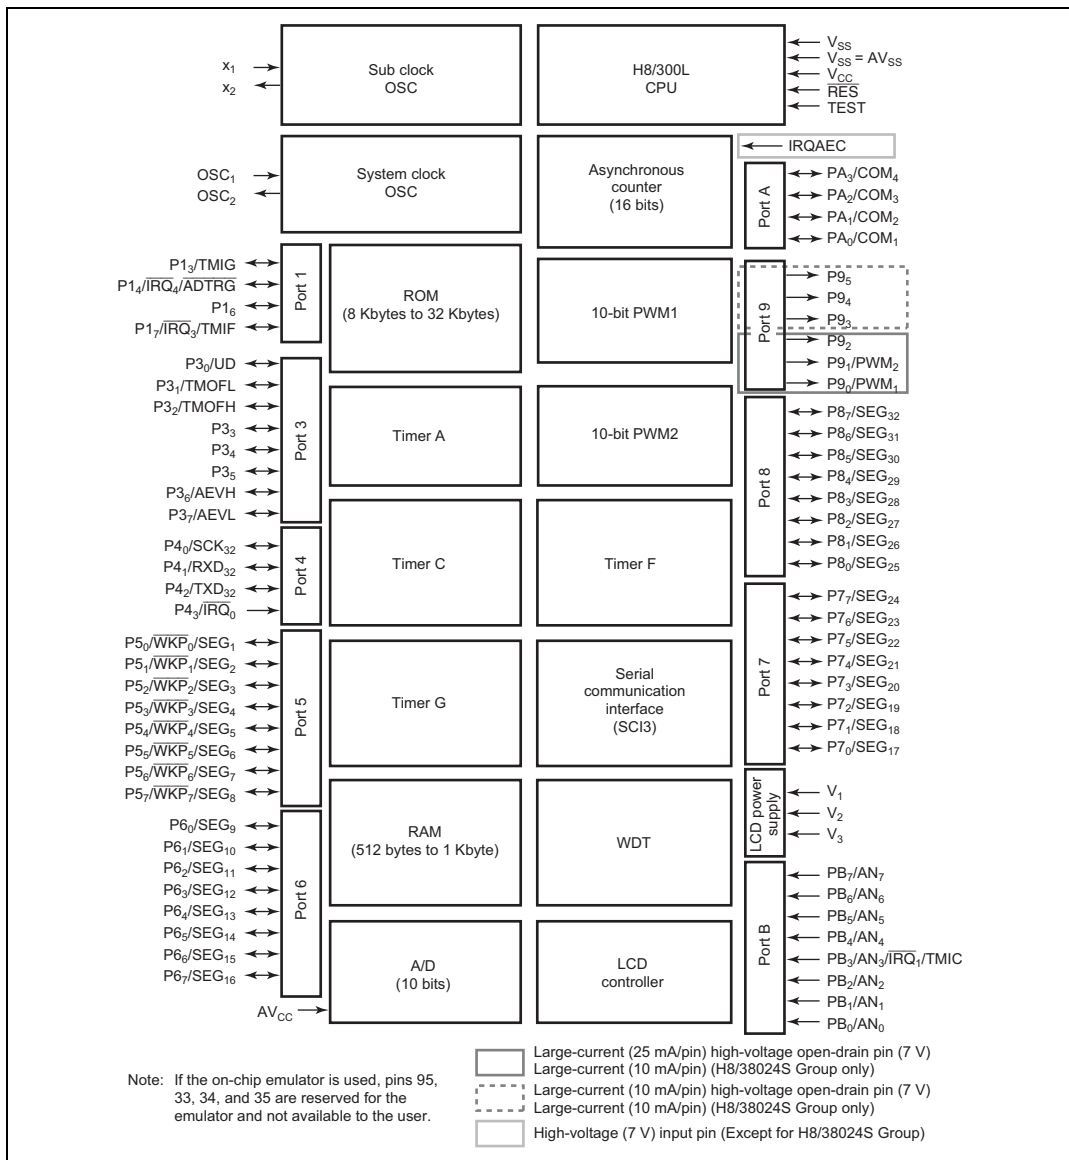 x₁
x₂
Sub clock
OSC
H8/300L
CPU
VSS
VSS = AVSS
VCC
RES
TEST
OSC₁
OSC₂
System clock
OSC
Asynchronous
counter
(16 bits)
IRQAEC
Port A
PA₃/COM₄
PA₂/COM₃
PA₁/COM₂
PA₀/COM₁
P1₃/TMIG
P1₄/IRQ₄/ADTRG
P1₆
P1₇/IRQ₃/TMIF
Port 1
ROM
(8 Kbytes to 32 Kbytes)
10-bit PWM1
Port 9
P9₅
P9₄
P9₃
P9₂
P9₁/PWM₂
P9₀/PWM₁
P3₀/UD
P3₁/TMOFL
P3₂/TMOFH
P3₃
P3₄
P3₅
P3₆/AEVH
P3₇/AEVL
Port 3
Timer A
10-bit PWM2
Port 8
P8₇/SEG₃₂
P8₆/SEG₃₁
P8₅/SEG₃₀
P8₄/SEG₂₉
P8₃/SEG₂₈
P8₂/SEG₂₇
P8₁/SEG₂₆
P8₀/SEG₂₅
P4₀/SCK₃₂
P4₁/RXD₃₂
P4₂/TXD₃₂
P4₃/IRQ₀
Port 4
Timer C
Timer F
Port 7
P7₇/SEG₂₄
P7₆/SEG₂₃
P7₅/SEG₂₂
P7₄/SEG₂₁
P7₃/SEG₂₀
P7₂/SEG₁₉
P7₁/SEG₁₈
P7₀/SEG₁₇
P5₀/WKP₀/SEG₁
P5₁/WKP₁/SEG₂
P5₂/WKP₂/SEG₃
P5₃/WKP₃/SEG₄
P5₄/WKP₄/SEG₅
P5₅/WKP₅/SEG₆
P5₆/WKP₆/SEG₇
P5₇/WKP₇/SEG₈
Port 5
Timer G
Serial
communication
interface
(SCI3)
LCD power
supply
V₁
V₂
V₃
P6₀/SEG₉
P6₁/SEG₁₀
P6₂/SEG₁₁
P6₃/SEG₁₂
P6₄/SEG₁₃
P6₅/SEG₁₄
P6₆/SEG₁₅
P6₇/SEG₁₆
Port 6
RAM
(512 bytes to 1 Kbyte)
WDT
Port B
PB₇/AN₇
PB₆/AN₆
PB₅/AN₅
PB₄/AN₄
PB₃/AN₃/IRQ₁/TMIC
PB₂/AN₂
PB₁/AN₁
PB₀/AN₀
AVCC
A/D
(10 bits)
LCD
controller
Note: If the on-chip emulator is used, pins 95,
33, 34, and 35 are reserved for the
emulator and not available to the user.
Large-current (25 mA/pin) high-voltage open-drain pin (7 V)
Large-current (10 mA/pin) (H8/38024S Group only)
Large-current (10 mA/pin) high-voltage open-drain pin (7 V)
Large-current (10 mA/pin) (H8/38024S Group only)
High-voltage (7 V) input pin (Except for H8/38024S Group)